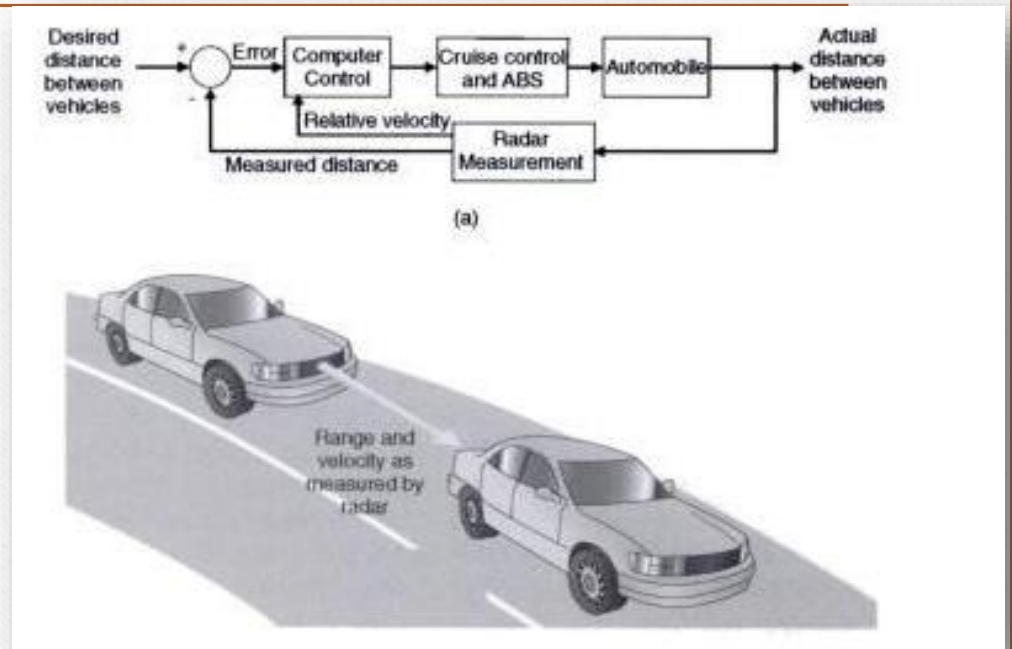 Desired
distance
between
vehicles
+
-
Error
Computer
Control
Cruise control
and ABS
Automobile
Actual
distance
between
vehicles
Relative velocity
Radar
Measurement
Measured distance
(a)
Range and
velocity as
measured by
radar